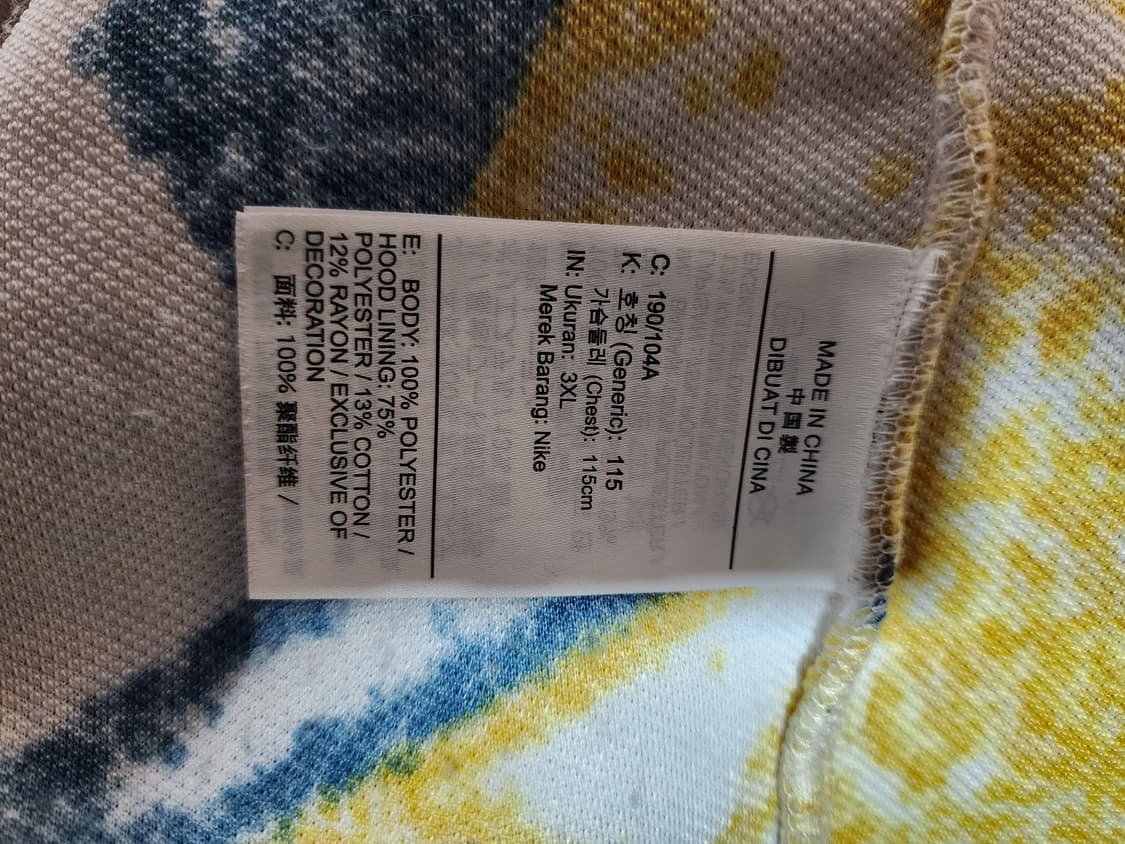 MADE IN CHINA
中国製
DIBUAT DI CINA
C: 190/104A
K: 호칭 (Generic): 115
가슴둘레 (Chest): 115cm
IN: Ukuran: 3XL
Merek Barang: Nike
E: BODY: 100% POLYESTER /
HOOD LINING: 75%
POLYESTER / 13% COTTON /
12% RAYON / EXCLUSIVE OF
DECORATION
C: 面料: 100% 聚酯纤维 /